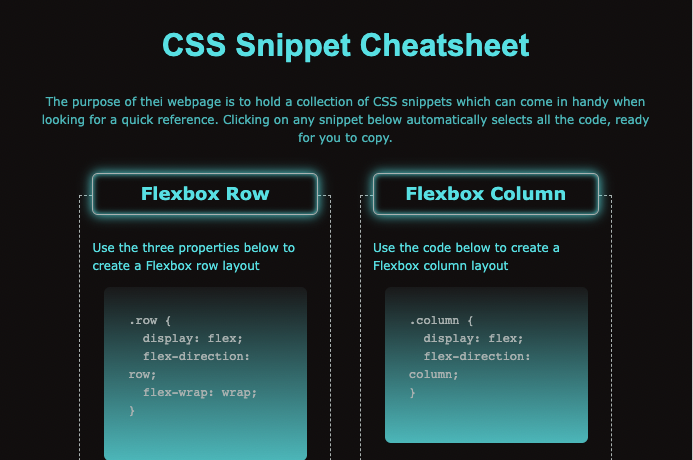 CSS Snippet Cheatsheet
The purpose of thei webpage is to hold a collection of CSS snippets which can come in handy when
looking for a quick reference. Clicking on any snippet below automatically selects all the code, ready
for you to copy.
Flexbox Row
Use the three properties below to
create a Flexbox row layout
.row {
  display: flex;
  flex-direction:
row;
  flex-wrap: wrap;
}
Flexbox Column
Use the code below to create a
Flexbox column layout
.column {
  display: flex;
  flex-direction:
column;
}